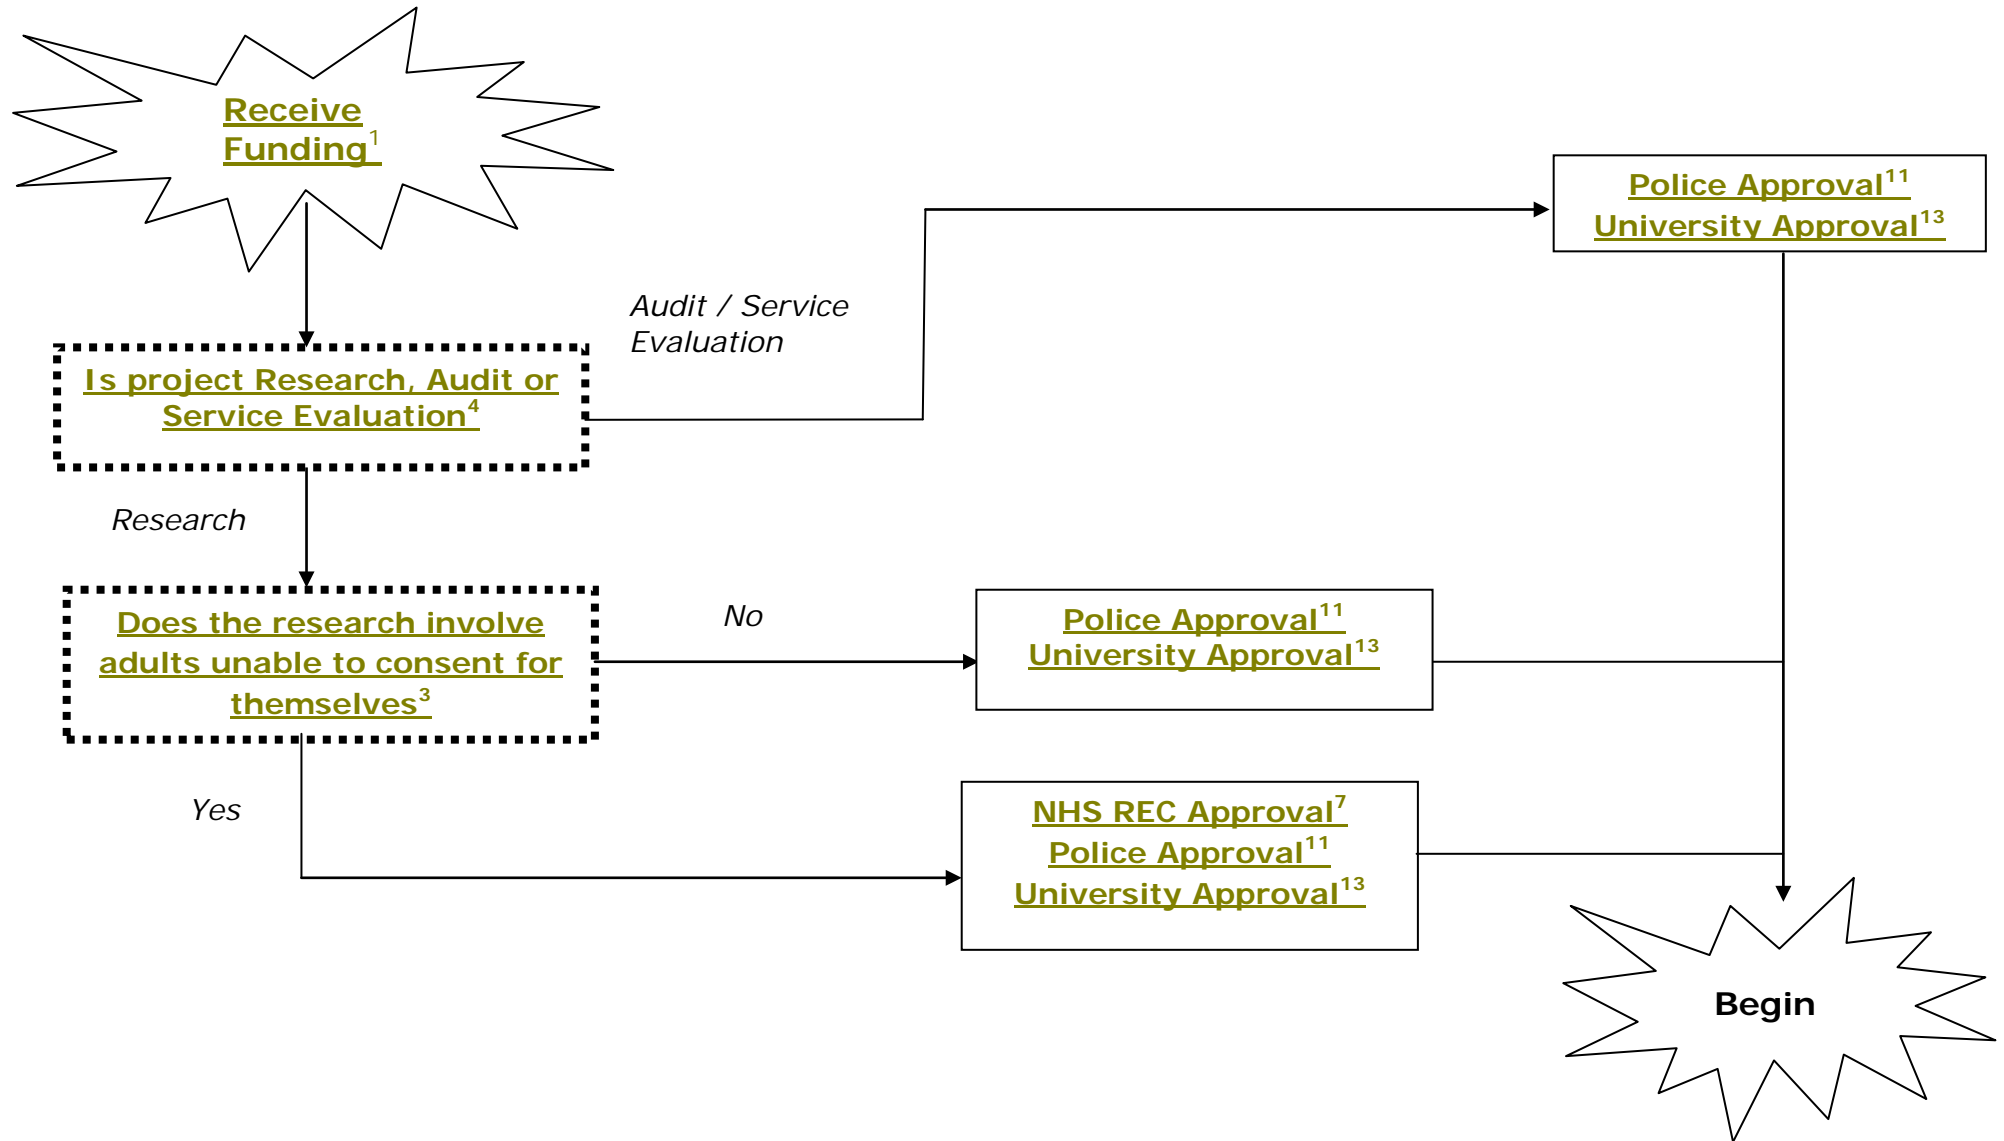 Receive
Funding¹
Police Approval¹¹
University Approval¹³
Audit / Service
Evaluation
Is project Research, Audit or
Service Evaluation⁴
Research
Does the research involve
adults unable to consent for
themselves³
No
Police Approval¹¹
University Approval¹³
Yes
NHS REC Approval⁷
Police Approval¹¹
University Approval¹³
Begin